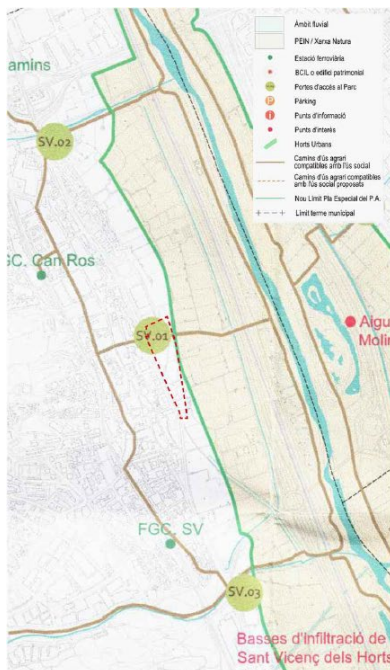 Àmbit fluvial
PEIN / Xarxa Natura
Estació ferroviària
BCIL o edifici patrimonial
Portes d'accés al Parc
Pàrking
Punts d'informació
Punts d'interès
Horts Urbans
Camins d'ús agrari
compatibles amb l'ús social
Camins d'ús agrari compatibles
amb l'ús social proposats
Nou Límit Pla Especial del P.A.
Límit terme municipal
amins
SV.02
GC. Can Ros
SV.01
Aigu
Molin
FGC, SV
SV.03
Basses d'infiltració de
Sant Vicenç dels Horts